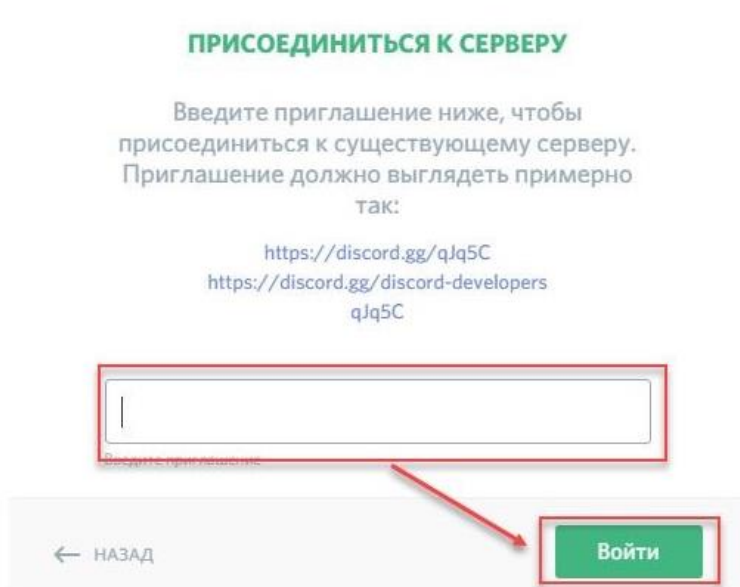 ПРИСОЕДИНИТЬСЯ К СЕРВЕРУ
Введите приглашение ниже, чтобы
присоединиться к существующему серверу.
Приглашение должно выглядеть примерно
так:
https://discord.gg/qJq5C
https://discord.gg/discord-developers
qJq5C
Введите приглашение
← НАЗАД
Войти